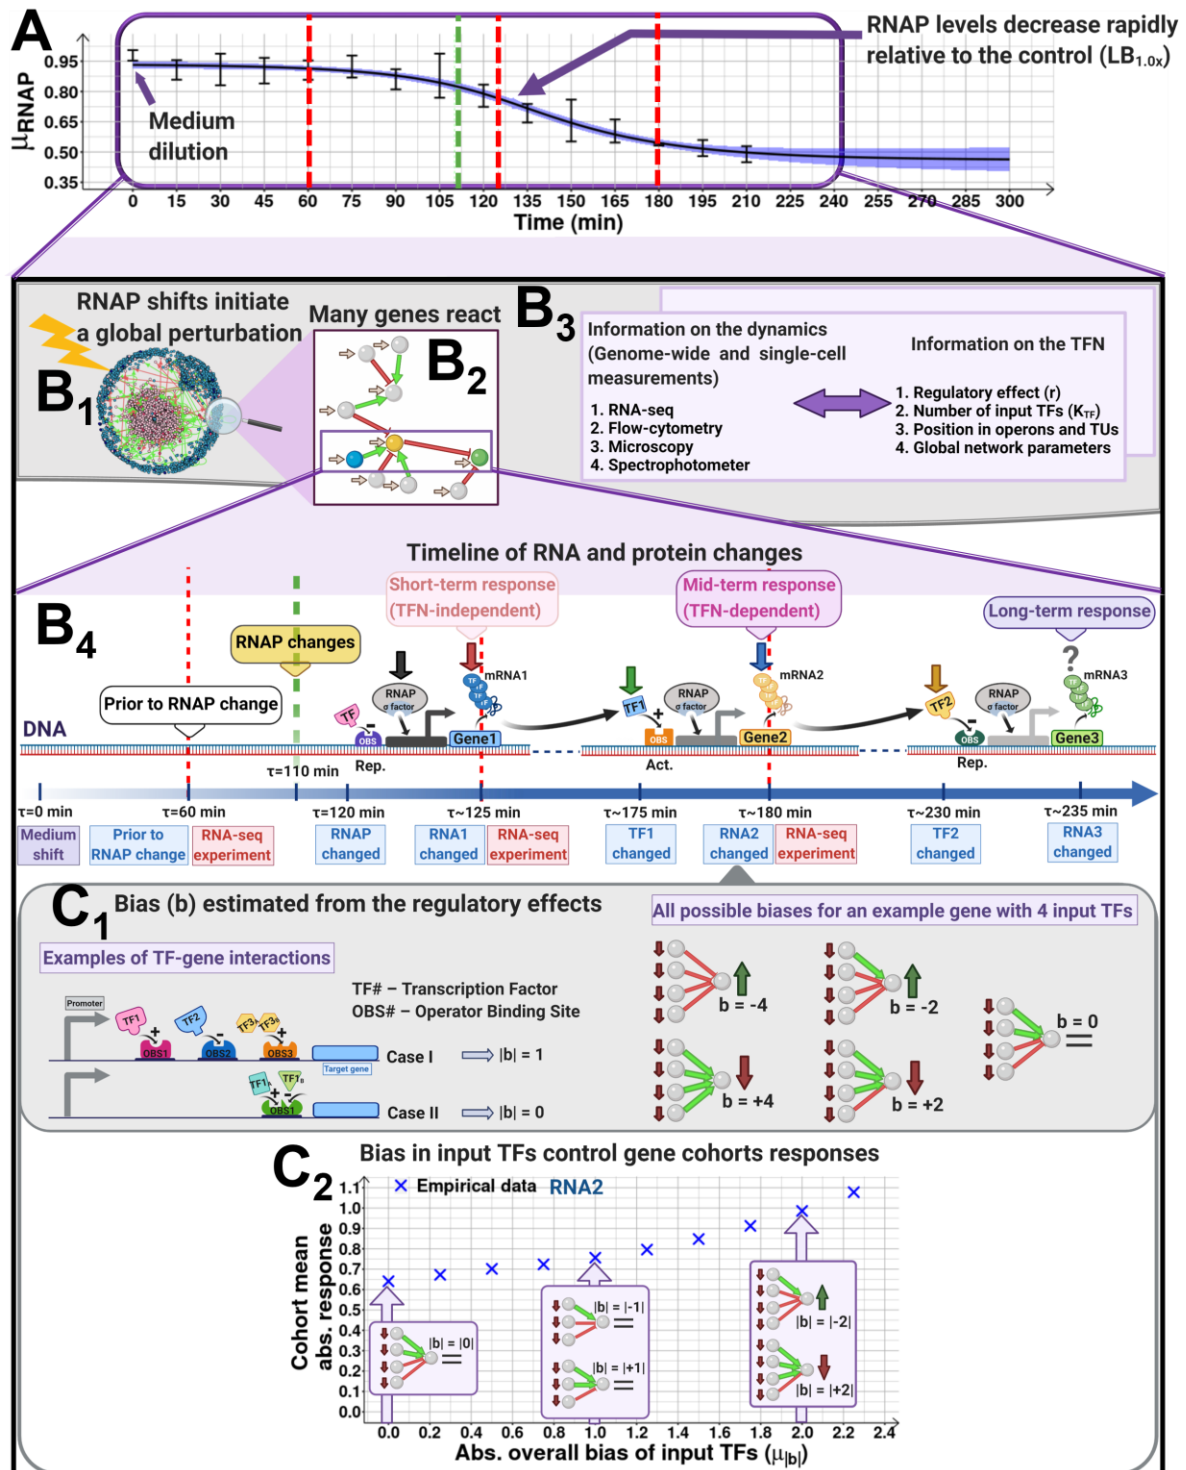 A
RNAP levels decrease rapidly
relative to the control (LB1.0x)
μRNAP
0.95
0.80
0.65
0.50
0.35
Medium
dilution
0 15 30 45 60 75 90 105 120 135 150 165 180 195 210 225 240 255 270 285 300
Time (min)
B1
RNAP shifts initiate
a global perturbation
Many genes react
B2
B3
Information on the dynamics
(Genome-wide and single-cell
measurements)
1. RNA-seq
2. Flow-cytometry
3. Microscopy
4. Spectrophotometer
Information on the TFN
1. Regulatory effect (r)
2. Number of input TFs (KTF)
3. Position in operons and TUs
4. Global network parameters
Timeline of RNA and protein changes
B4
Short-term response
(TFN-independent)
Mid-term response
(TFN-dependent)
Long-term response
RNAP changes
Prior to RNAP change
DNA
TF
OBS
Rep.
RNAP
σ factor
Gene1
mRNA1
TF1
+
OBS
Act.
RNAP
σ factor
Gene2
mRNA2
TF2
OBS
Rep.
RNAP
σ factor
?
mRNA3
Gene3
τ=110 min
τ=0 min
τ=60 min
τ=120 min
τ~125 min
τ~175 min
τ~180 min
τ~230 min
τ~235 min
Medium
shift
Prior to
RNAP change
RNA-seq
experiment
RNAP
changed
RNA1
changed
RNA-seq
experiment
TF1
changed
RNA2
changed
RNA-seq
experiment
TF2
changed
RNA3
changed
C1
Bias (b) estimated from the regulatory effects
All possible biases for an example gene with 4 input TFs
Examples of TF-gene interactions
TF# – Transcription Factor
OBS# – Operator Binding Site
Promoter
TF1
+
OBS1
TF2
-
OBS2
TF3A TF3B
+
OBS3
Target gene
Case I
|b| = 1
TF1A TF1B
+ -
OBS1
Case II
|b| = 0
b = -4
b = -2
b = 0
b = +4
b = +2
C2
Bias in input TFs control gene cohorts responses
Empirical data RNA2
Cohort mean
abs. response
1.1
1.0
0.9
0.8
0.7
0.6
0.5
0.4
0.3
0.2
0.1
0.0
|b| = |0|
|b| = |-1|
|b| = |+1|
|b| = |-2|
|b| = |+2|
0.0 0.2 0.4 0.6 0.8 1.0 1.2 1.4 1.6 1.8 2.0 2.2 2.4
Abs. overall bias of input TFs (μ|b|)